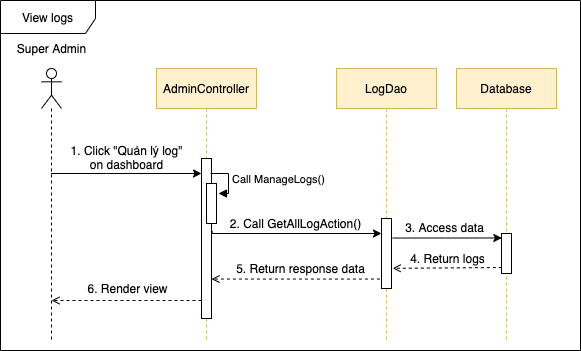 View logs
Super Admin
AdminController
LogDao
Database
1. Click "Quản lý log"
on dashboard
Call ManageLogs()
2. Call GetAllLogAction()
3. Access data
4. Return logs
5. Return response data
6. Render view